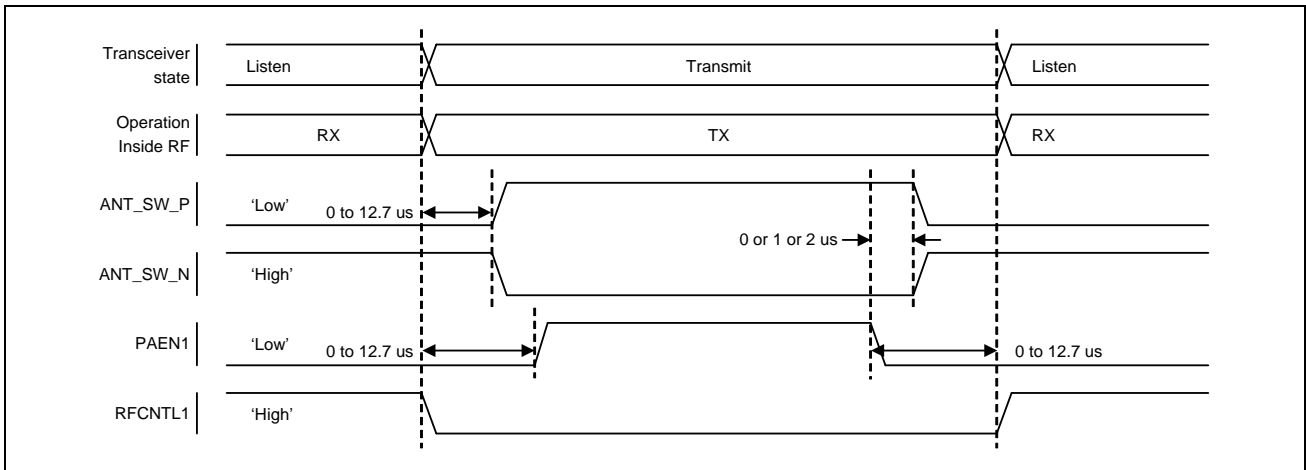 Transceiver
state
Listen
Transmit
Listen
Operation
Inside RF
RX
TX
RX
ANT_SW_P
'Low'
0 to 12.7 us
0 or 1 or 2 us
ANT_SW_N
'High'
PAEN1
'Low'
0 to 12.7 us
0 to 12.7 us
RFCNTL1
'High'